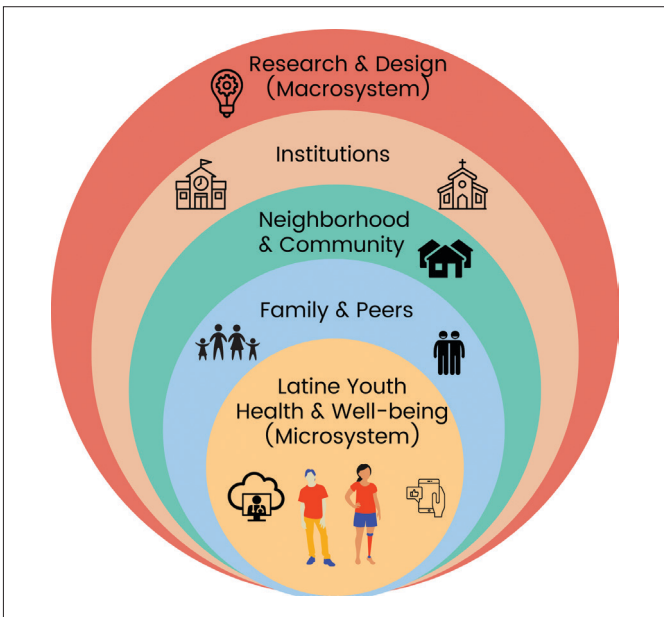 Research & Design
(Macrosystem)
Institutions
Neighborhood
& Community
Family & Peers
Latine Youth
Health & Well-being
(Microsystem)